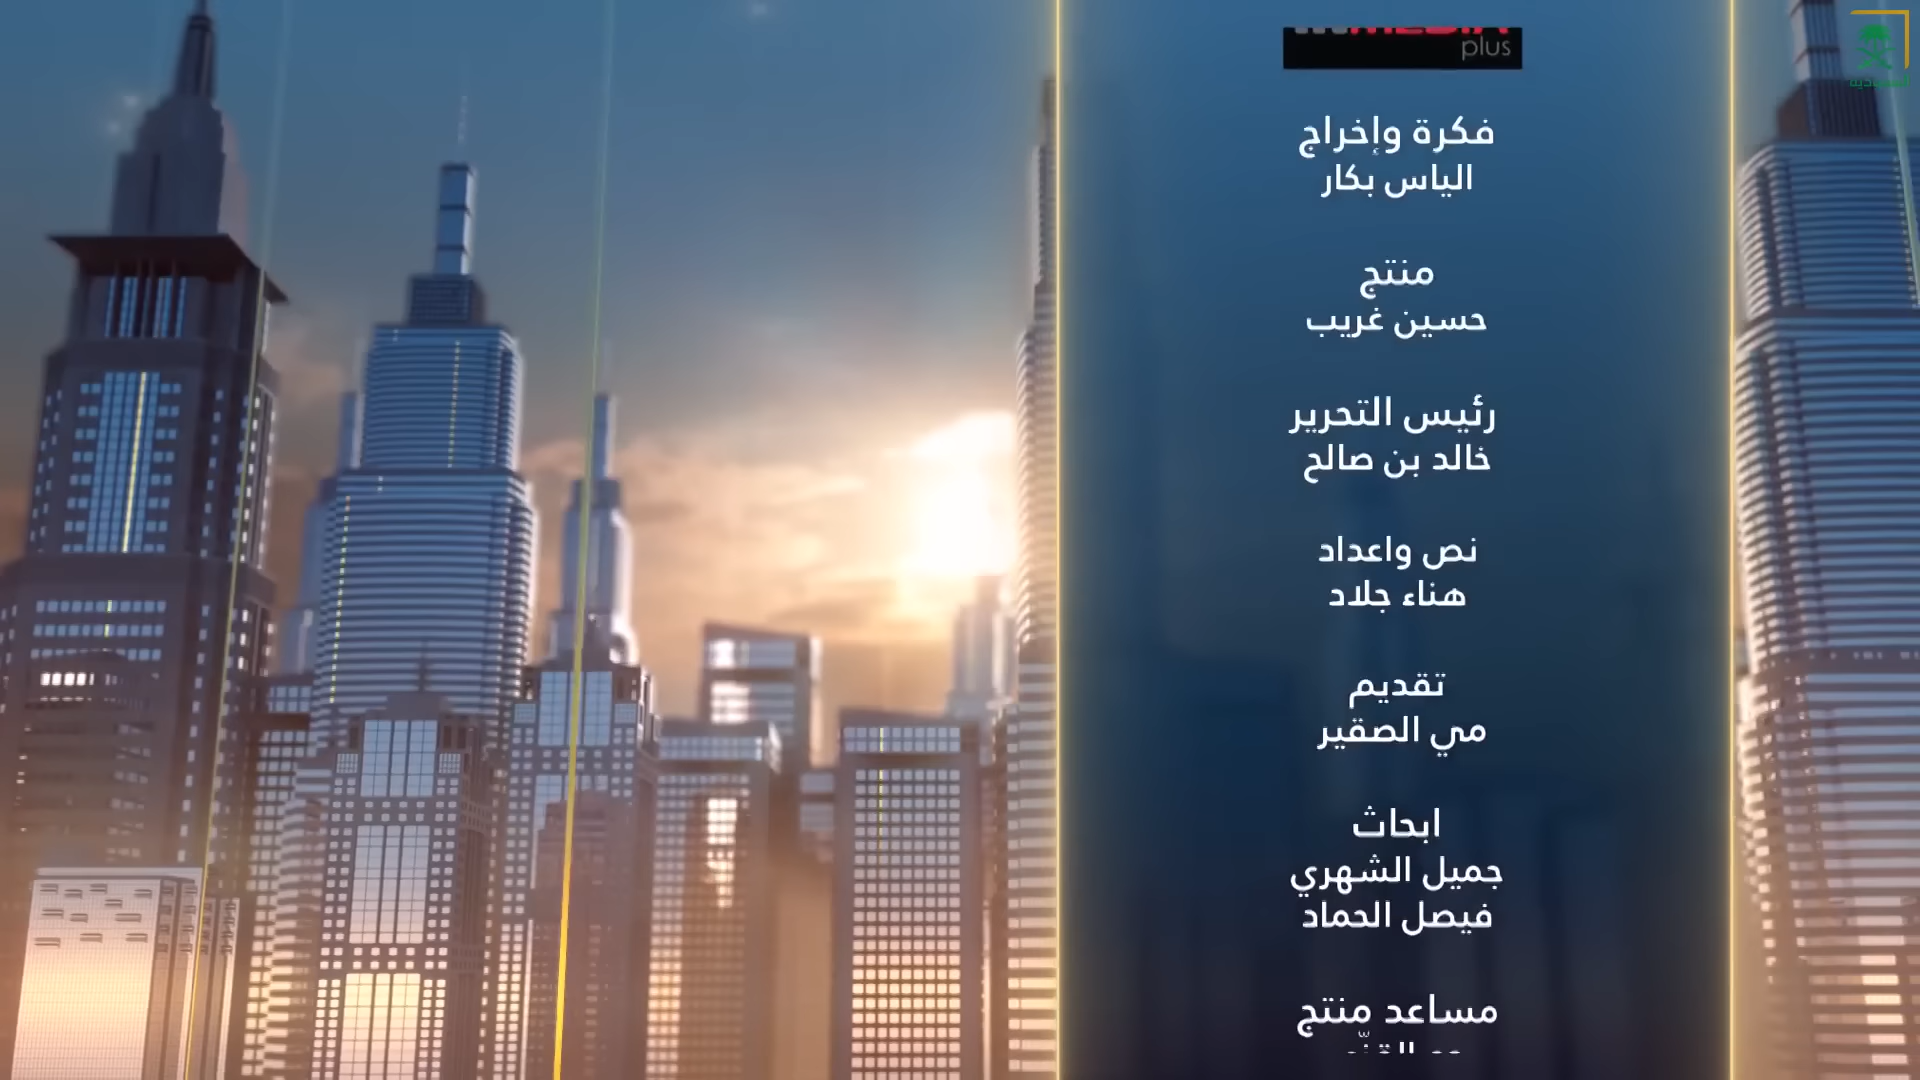 plus
السعودية
فكرة وإخراج
الياس بكار
منتج
حسين غريب
رئيس التحرير
خالد بن صالح
نص واعداد
هناء جلاد
تقديم
مي الصقير
ابحاث
جميل الشهري
فيصل الحماد
مساعد منتج